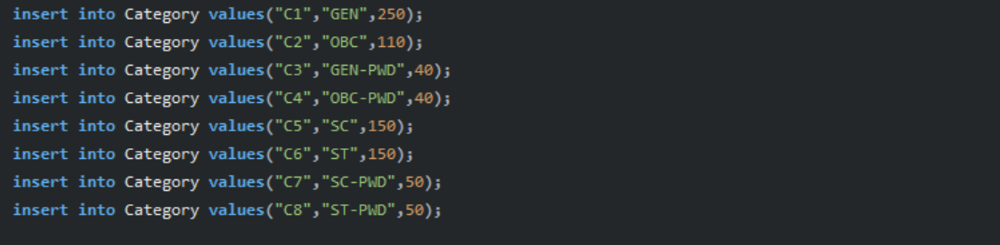 insert into Category values("C1","GEN",250);
insert into Category values("C2","OBC",110);
insert into Category values("C3","GEN-PWD",40);
insert into Category values("C4","OBC-PWD",40);
insert into Category values("C5","SC",150);
insert into Category values("C6","ST",150);
insert into Category values("C7","SC-PWD",50);
insert into Category values("C8","ST-PWD",50);